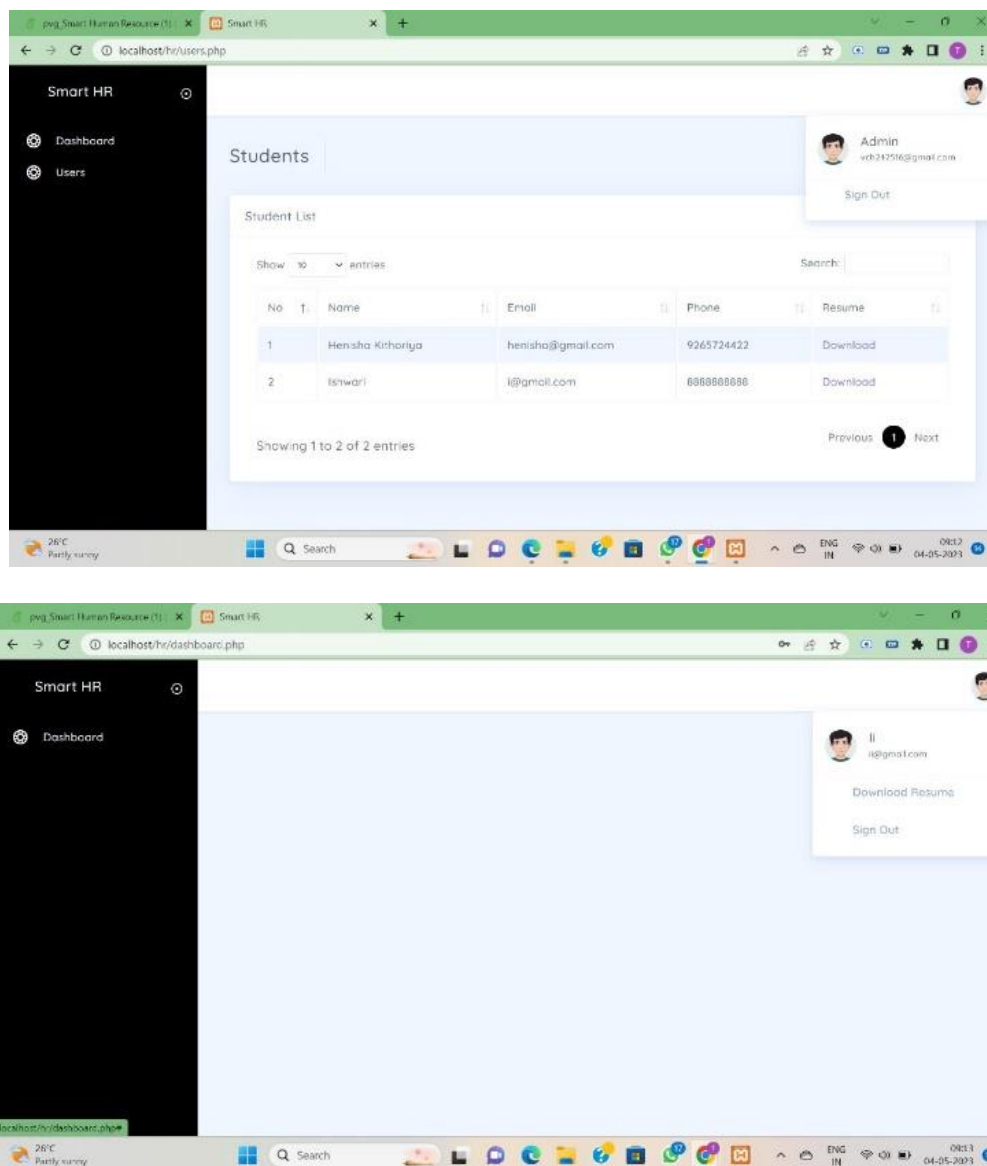 pvg_Smart Human Resource (1)
Smart HR
localhost/hr/users.php
Smart HR
Dashboard
Users
Students
Admin
Sign Out
Student List
Show 10 entries
Search:
No Name Email Phone Resume
1 Henisha Kithoriya henisha@gmail.com 9265724422 Download
2 Ishwari i@gmail.com 8888888888 Download
Showing 1 to 2 of 2 entries
Previous 1 Next
26°C
Partly sunny
Search
ENG
IN
09:12
04-05-2023
pvg_Smart Human Resource (1)
Smart HR
localhost/hr/dashboard.php
Smart HR
Dashboard
ii@gmail.com
Download Resume
Sign Out
localhost/hr/dashboard.php#
26°C
Partly sunny
Search
ENG
IN
09:13
04-05-2023